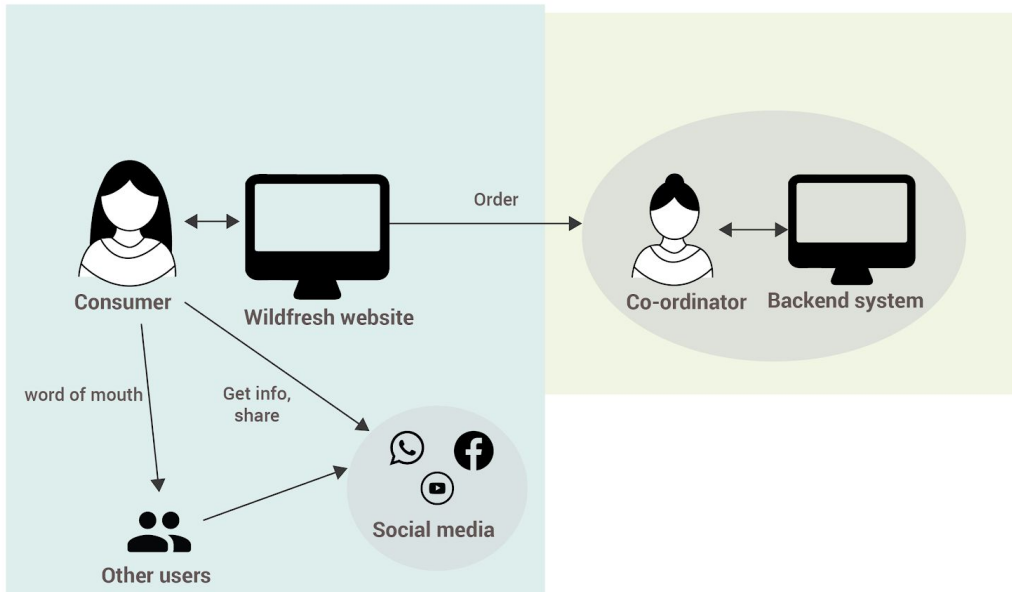 Order
Consumer
Wildfresh website
Co-ordinator
Backend system
word of mouth
Get info,
share
Social media
Other users